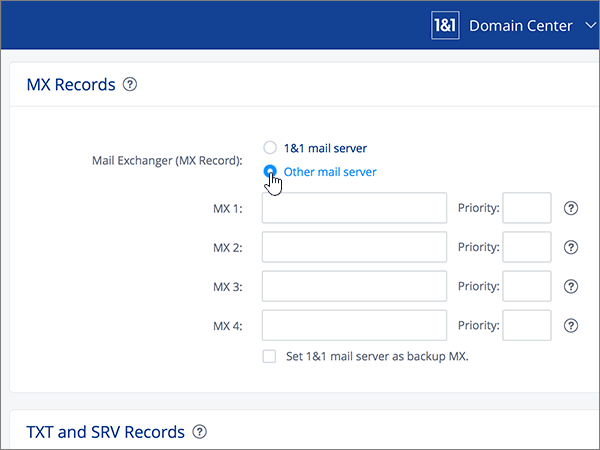 1&1 Domain Center
MX Records ?
1&1 mail server
Mail Exchanger (MX Record):
Other mail server
MX 1: Priority: ?
MX 2: Priority: ?
MX 3: Priority: ?
MX 4: Priority: ?
Set 1&1 mail server as backup MX.
TXT and SRV Records ?